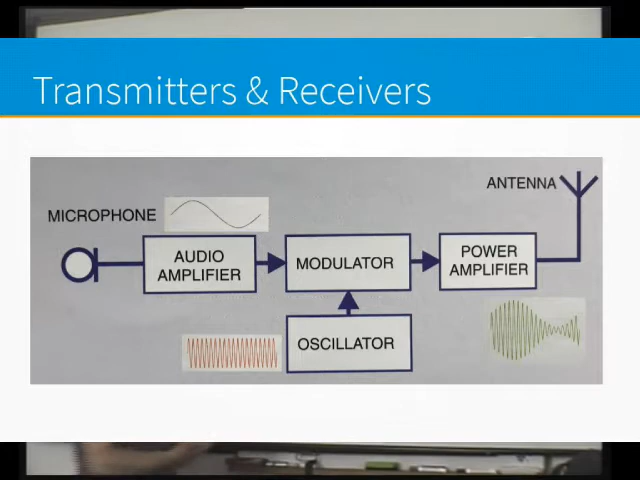 Transmitters & Receivers
ANTENNA
MICROPHONE
AUDIO
AMPLIFIER
MODULATOR
POWER
AMPLIFIER
OSCILLATOR